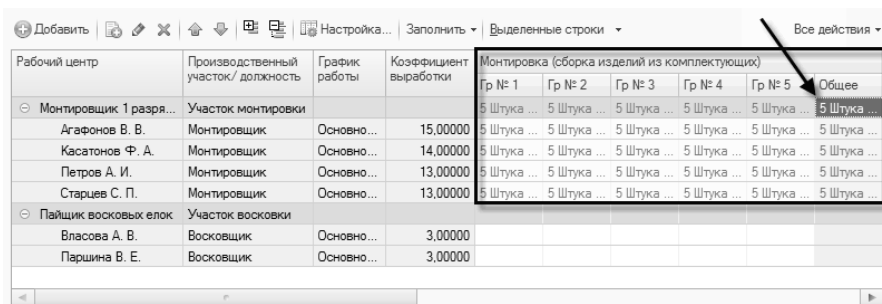 Добавить Настройка... Заполнить Выделенные строки Все действия
Рабочий центр Производственный участок/ должность График работы Коэффициент выработки Монтировка (сборка изделий из комплектующих)
Гр № 1 Гр № 2 Гр № 3 Гр № 4 Гр № 5 Общее
Монтировщик 1 разря... Участок монтировки 5 Штука ... 5 Штука ... 5 Штука ... 5 Штука ... 5 Штука ... 5 Штука ...
Агафонов В. В. Монтировщик Основно... 15,00000 5 Штука ... 5 Штука ... 5 Штука ... 5 Штука ... 5 Штука ... 5 Штука ...
Касатонов Ф. А. Монтировщик Основно... 14,00000 5 Штука ... 5 Штука ... 5 Штука ... 5 Штука ... 5 Штука ... 5 Штука ...
Петров А. И. Монтировщик Основно... 13,00000 5 Штука ... 5 Штука ... 5 Штука ... 5 Штука ... 5 Штука ... 5 Штука ...
Старцев С. П. Монтировщик Основно... 13,00000 5 Штука ... 5 Штука ... 5 Штука ... 5 Штука ... 5 Штука ... 5 Штука ...
Пайщик восковых елок Участок восковки
Власова А. В. Восковщик Основно... 3,00000
Паршина В. Е. Восковщик Основно... 3,00000